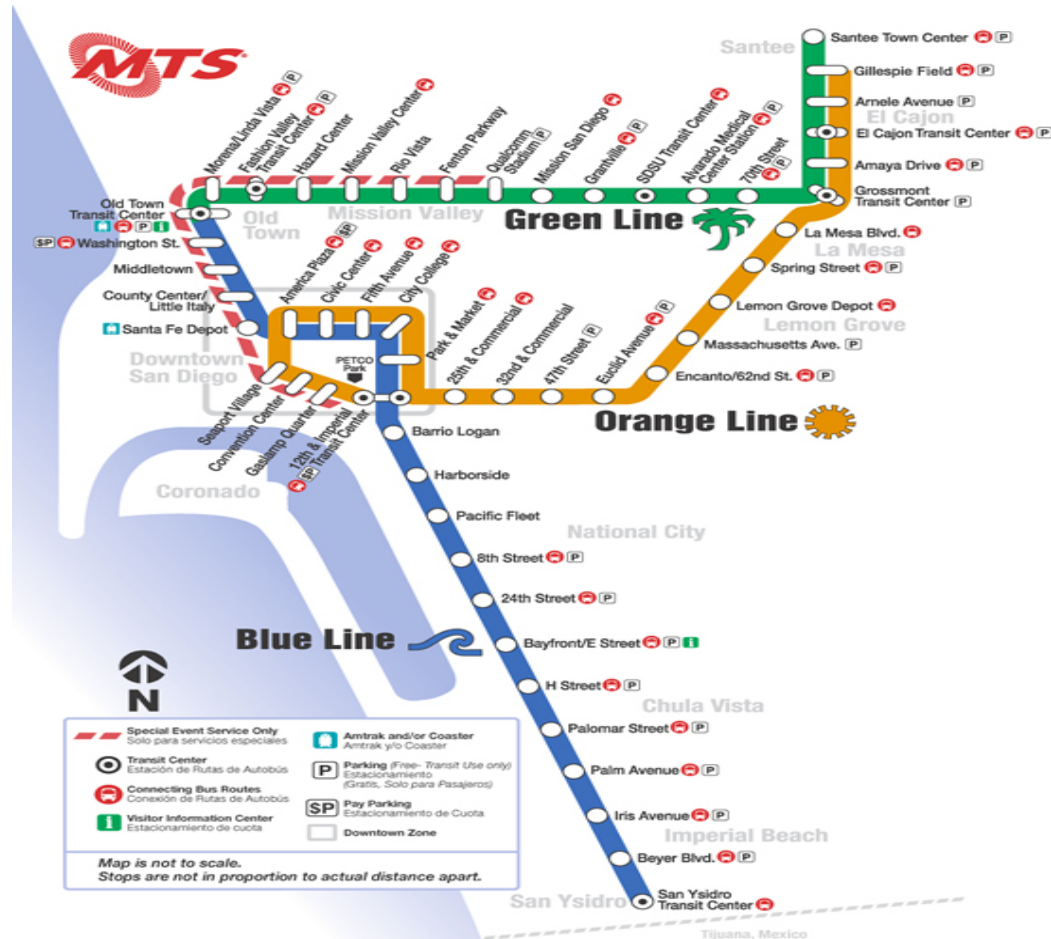 MTS
Santee
Santee Town Center P
Gillespie Field P
Arnele Avenue P
El Cajon
El Cajon Transit Center P
Amaya Drive P
Grossmont
Transit Center P
Morena/Linda Vista P
Fashion Valley
Transit Center P
Hazard Center
Mission Valley Center
Rio Vista
Fenton Parkway
Qualcomm
Stadium P
Mission San Diego
Grantville P
SDSU Transit Center
Alvarado Medical
Center Station P
70th Street
P
Old Town
Transit Center
P i
Old
Town
Mission Valley
Green Line
SP Washington St.
Middletown
County Center/
Little Italy
Santa Fe Depot
Downtown
San Diego
America Plaza SP
Civic Center
Fifth Avenue
City College
Park & Market
25th & Commercial
32nd & Commercial
47th Street P
Euclid Avenue P
La Mesa Blvd.
La Mesa
Spring Street P
Lemon Grove Depot
Lemon Grove
Massachusetts Ave. P
Encanto/62nd St. P
Orange Line
PETCO
Park
Seaport Village
Convention Center
Gaslamp Quarter
12th & Imperial
Transit Center
SP
Coronado
Barrio Logan
Harborside
Pacific Fleet
National City
8th Street P
24th Street P
Blue Line
Bayfront/E Street P i
H Street P
Chula Vista
Palomar Street P
Palm Avenue P
Iris Avenue P
Imperial Beach
Beyer Blvd. P
San Ysidro
San Ysidro
Transit Center
Tijuana, Mexico
N
Special Event Service Only
Solo para servicios especiales
Transit Center
Estación de Rutas de Autobús
Connecting Bus Routes
Conexión de Rutas de Autobús
i Visitor Information Center
Estacionamiento de cuota
Amtrak and/or Coaster
Amtrak y/o Coaster
P Parking (Free- Transit Use only)
Estacionamiento
(Gratis, Solo para Pasajeros)
SP Pay Parking
Estacionamiento de Cuota
Downtown Zone
Map is not to scale.
Stops are not in proportion to actual distance apart.